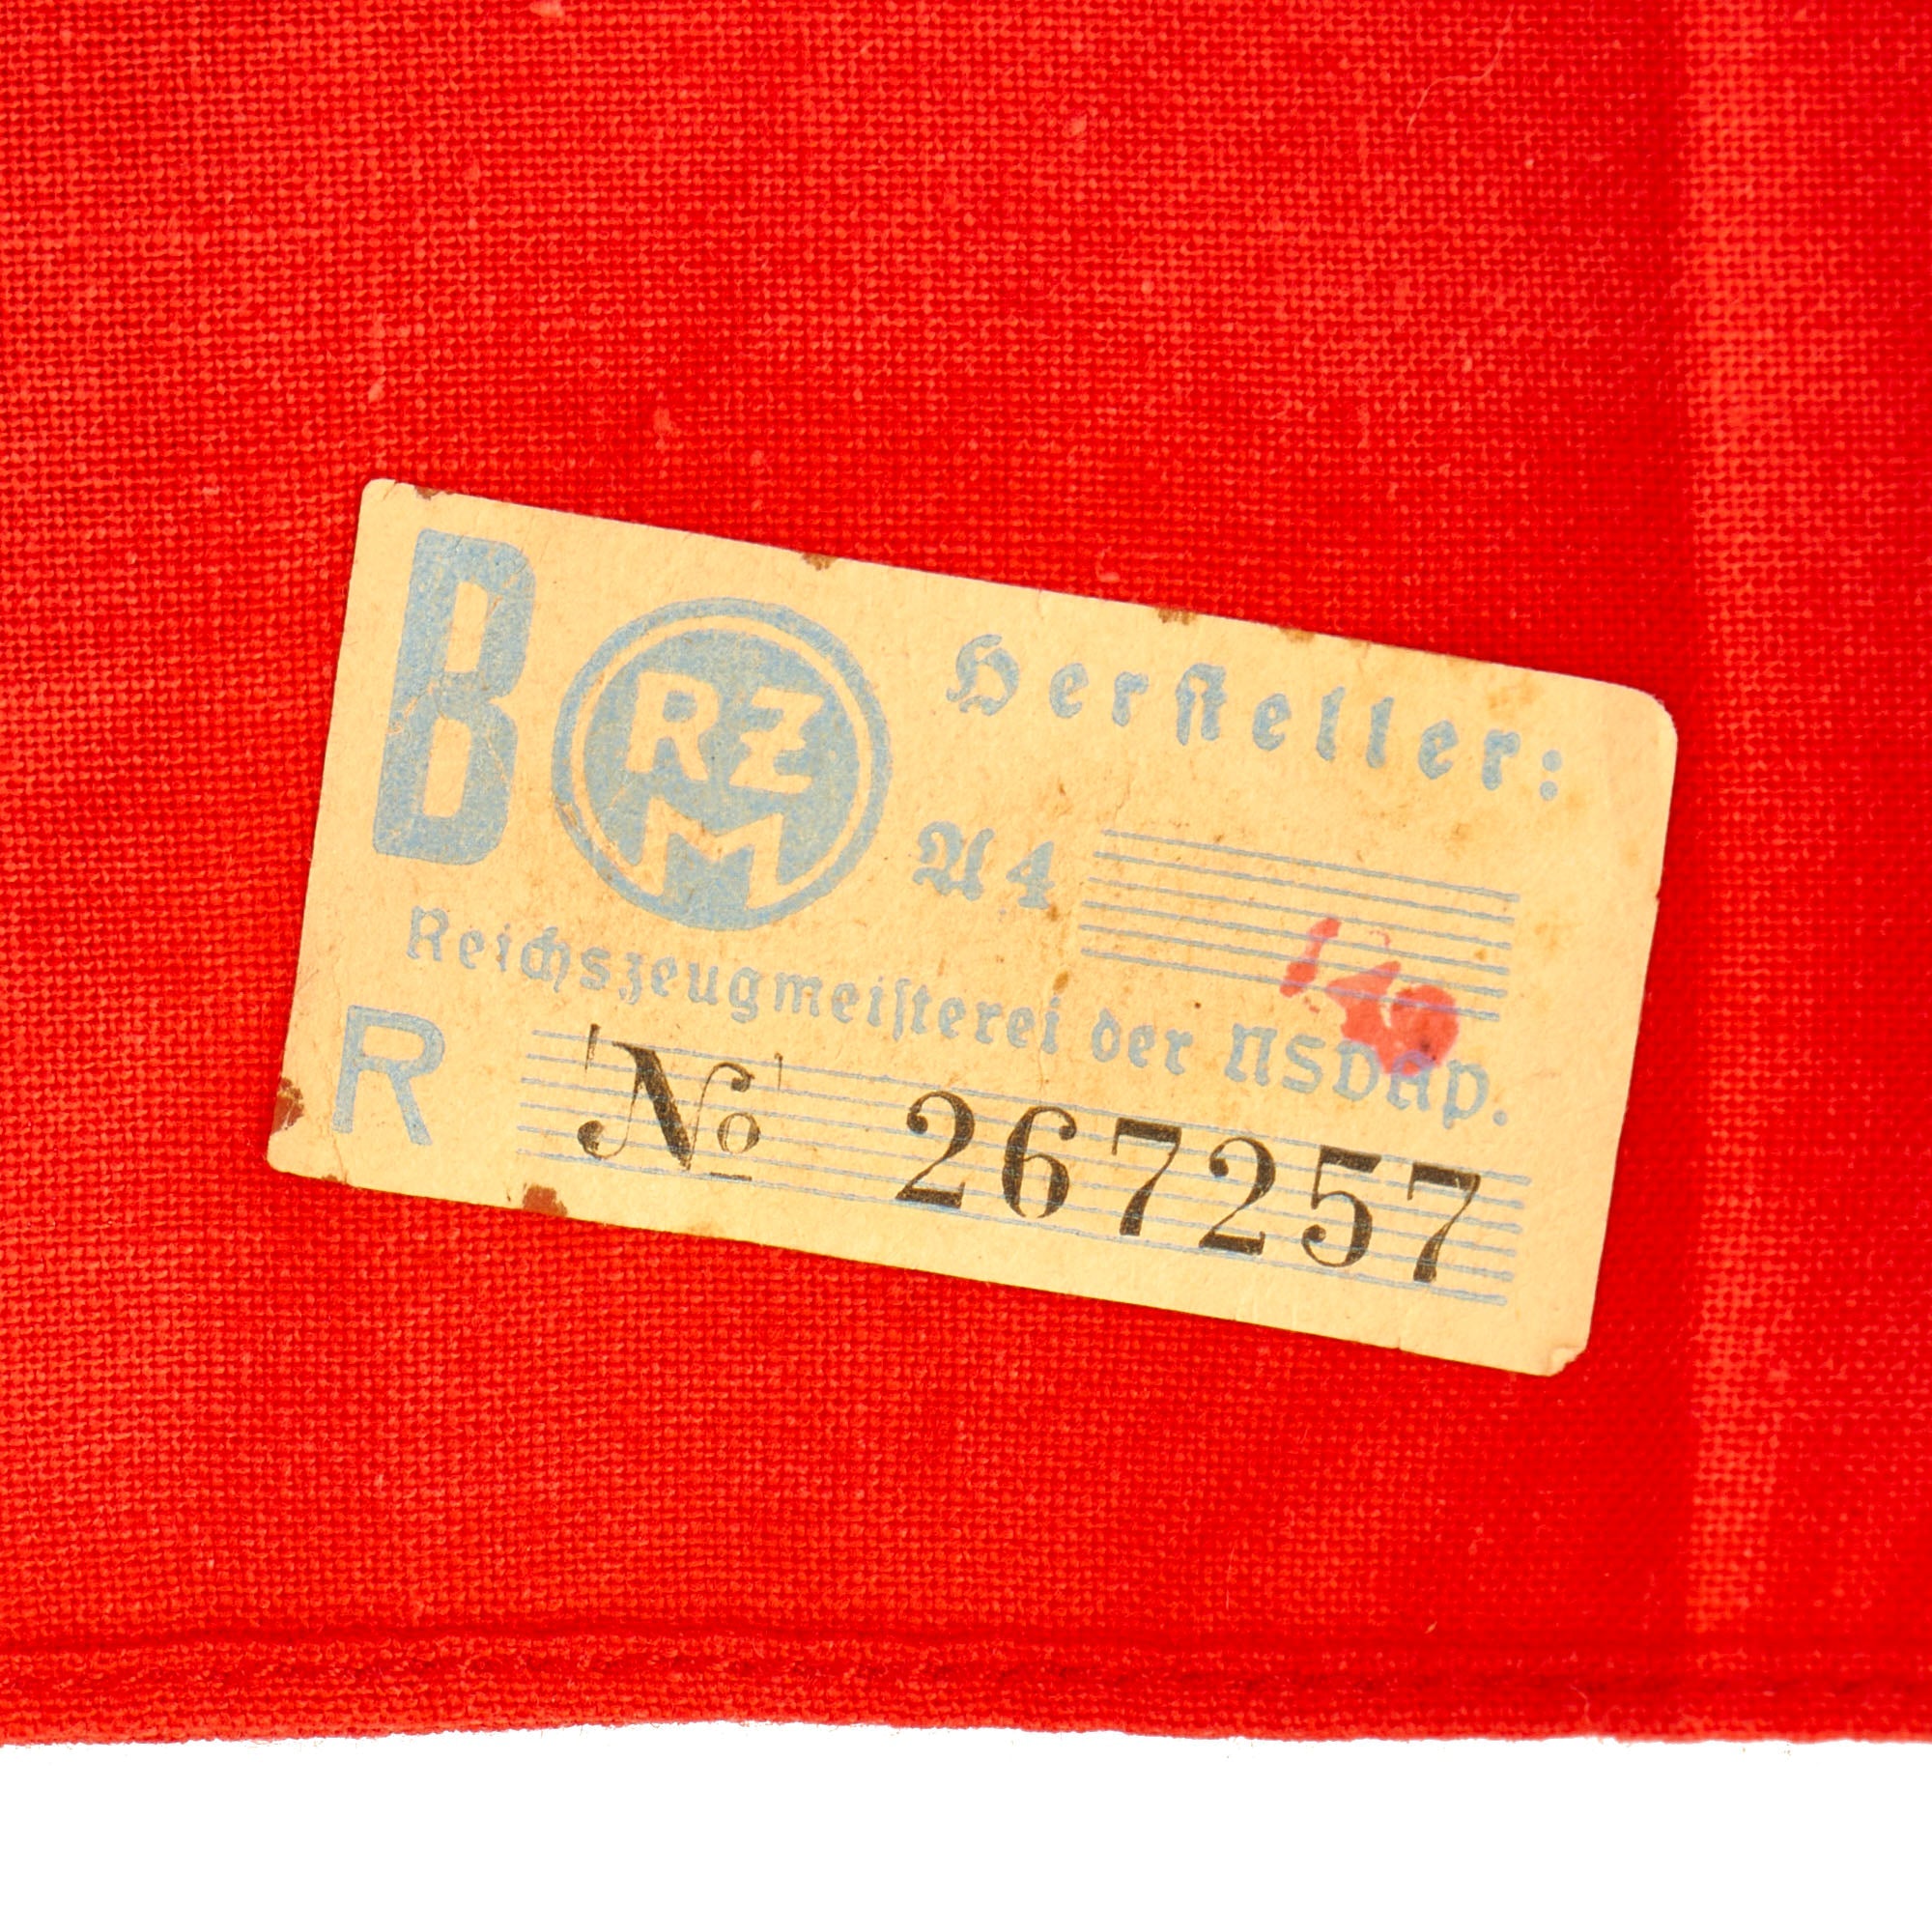 B
RZM
Hersteller:
A4
Reichszeugmeisterei der NSDAP.
R
№ 267257